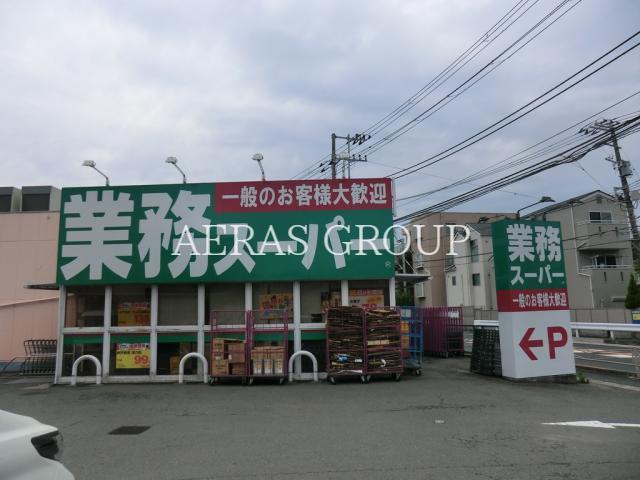 一般のお客様大歓迎
業務スーパー
AERAS GROUP
業務
スーパー
一般のお客様大歓迎
←P
99